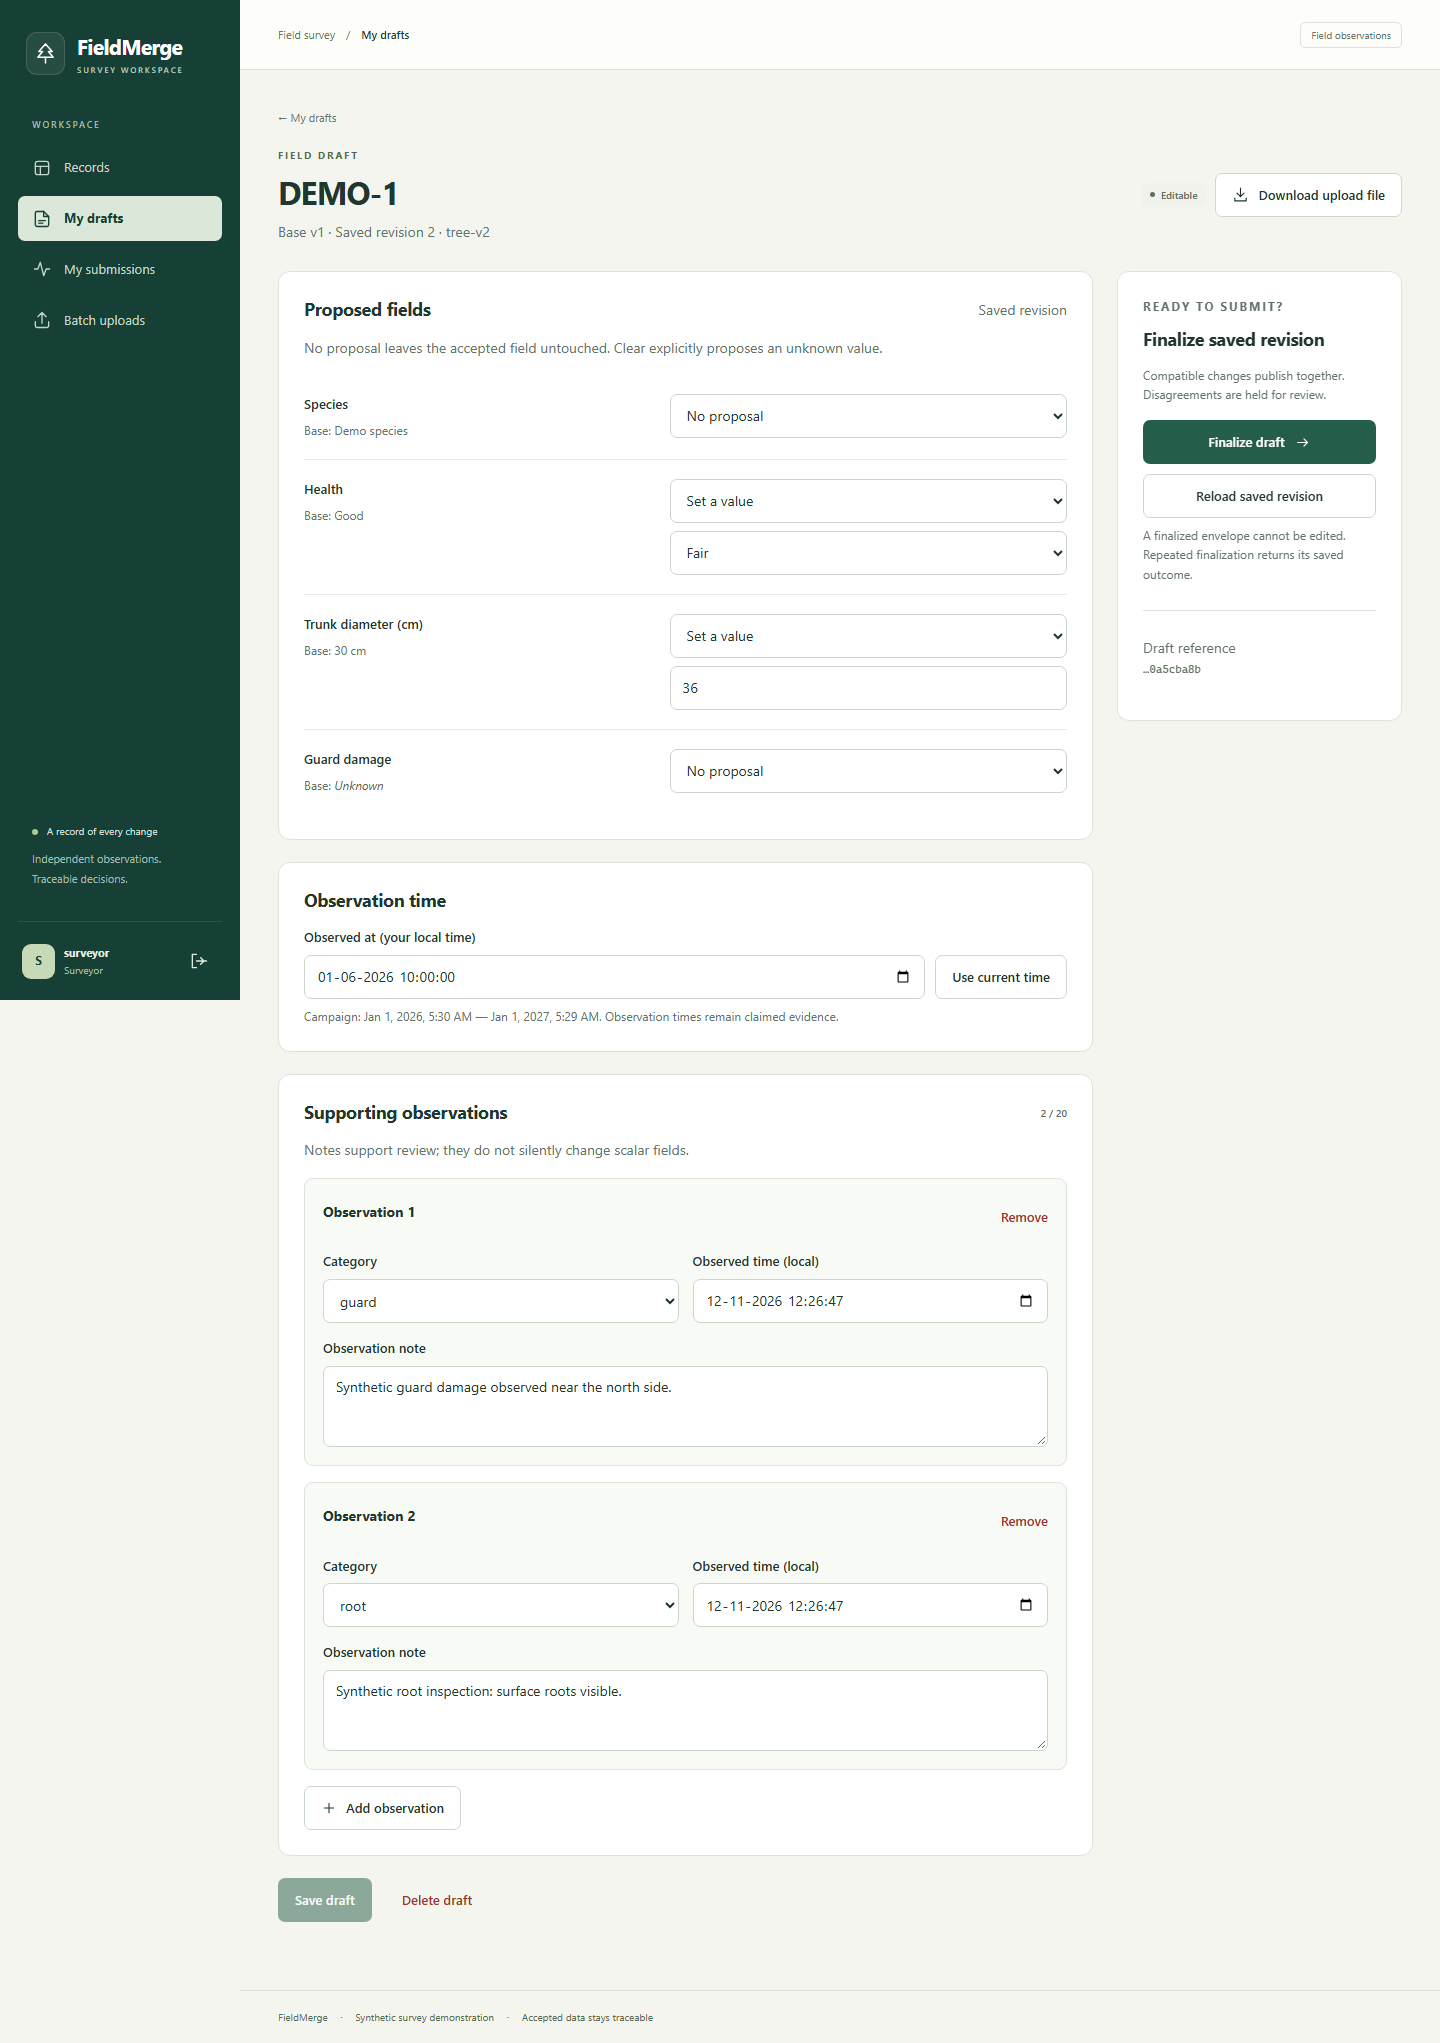 FieldMerge
SURVEY WORKSPACE
WORKSPACE
Records
My drafts
My submissions
Batch uploads
A record of every change
Independent observations.
Traceable decisions.
S
surveyor
Surveyor
Field survey / My drafts
Field observations
← My drafts
FIELD DRAFT
DEMO-1
Base v1 · Saved revision 2 · tree-v2
Editable
Download upload file
Proposed fields
Saved revision
No proposal leaves the accepted field untouched. Clear explicitly proposes an unknown value.
Species
Base: Demo species
No proposal
Health
Base: Good
Set a value
Fair
Trunk diameter (cm)
Base: 30 cm
Set a value
36
Guard damage
Base: Unknown
No proposal
READY TO SUBMIT?
Finalize saved revision
Compatible changes publish together.
Disagreements are held for review.
Finalize draft →
Reload saved revision
A finalized envelope cannot be edited.
Repeated finalization returns its saved
outcome.
Draft reference
…0a5cba8b
Observation time
Observed at (your local time)
01-06-2026 10:00:00
Use current time
Campaign: Jan 1, 2026, 5:30 AM — Jan 1, 2027, 5:29 AM. Observation times remain claimed evidence.
Supporting observations
2 / 20
Notes support review; they do not silently change scalar fields.
Observation 1
Remove
Category
Observed time (local)
guard
12-11-2026 12:26:47
Observation note
Synthetic guard damage observed near the north side.
Observation 2
Remove
Category
Observed time (local)
root
12-11-2026 12:26:47
Observation note
Synthetic root inspection: surface roots visible.
+ Add observation
Save draft
Delete draft
FieldMerge · Synthetic survey demonstration · Accepted data stays traceable